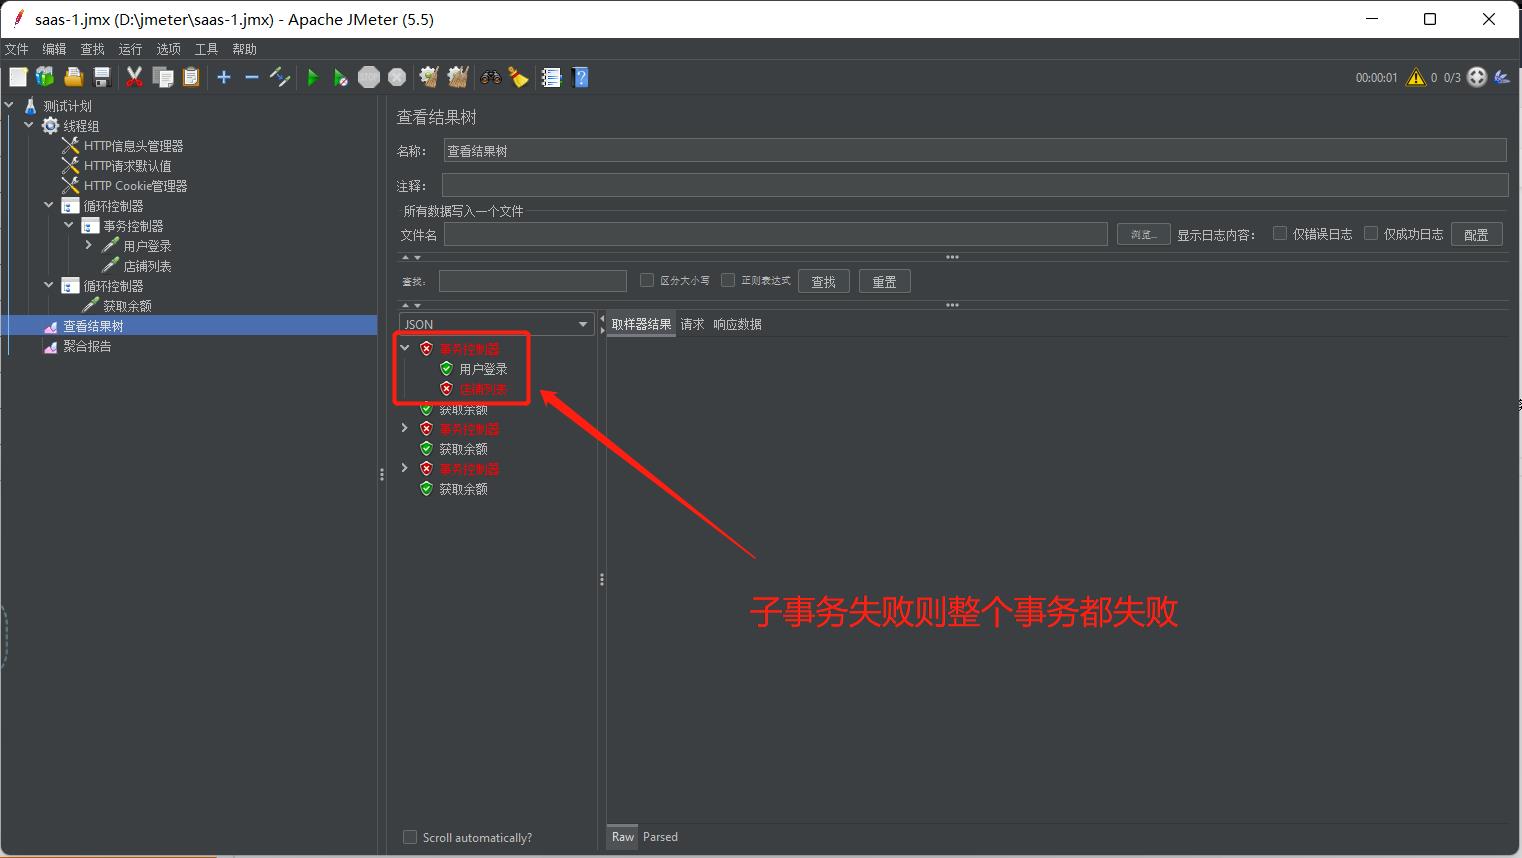 saas-1.jmx (D:\jmeter\saas-1.jmx) - Apache JMeter (5.5)
文件 编辑 查找 运行 选项 工具 帮助
STOP
00:00:01 0 0/3
测试计划
线程组
HTTP信息头管理器
HTTP请求默认值
HTTP Cookie管理器
循环控制器
事务控制器
用户登录
店铺列表
循环控制器
获取余额
查看结果树
聚合报告
查看结果树
名称: 查看结果树
注释:
所有数据写入一个文件
文件名 浏览... 显示日志内容: 仅错误日志 仅成功日志 配置
查找: 区分大小写 正则表达式 查找 重置
JSON
取样器结果 请求 响应数据
事务控制器
用户登录
店铺列表
获取余额
事务控制器
获取余额
事务控制器
获取余额
子事务失败则整个事务都失败
Scroll automatically?
Raw Parsed